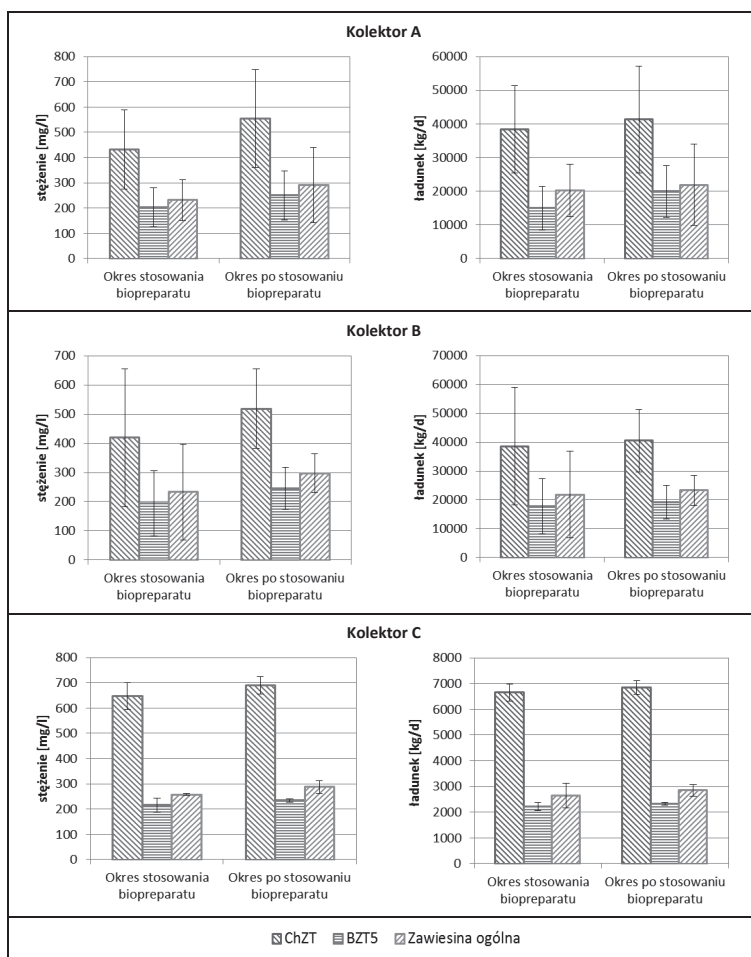 Kolektor A
stężenie [mg/l]
800
700
600
500
400
300
200
100
0
Okres stosowania biopreparatu
Okres po stosowaniu biopreparatu
ładunek [kg/d]
60000
50000
40000
30000
20000
10000
0
Okres stosowania biopreparatu
Okres po stosowaniu biopreparatu
Kolektor B
stężenie [mg/l]
700
600
500
400
300
200
100
0
Okres stosowania biopreparatu
Okres po stosowaniu biopreparatu
ładunek [kg/d]
70000
60000
50000
40000
30000
20000
10000
0
Okres stosowania biopreparatu
Okres po stosowaniu biopreparatu
Kolektor C
stężenie [mg/l]
800
700
600
500
400
300
200
100
0
Okres stosowania biopreparatu
Okres po stosowaniu biopreparatu
ładunek [kg/d]
8000
7000
6000
5000
4000
3000
2000
1000
0
Okres stosowania biopreparatu
Okres po stosowaniu biopreparatu
ChZT BZT5 Zawiesina ogólna